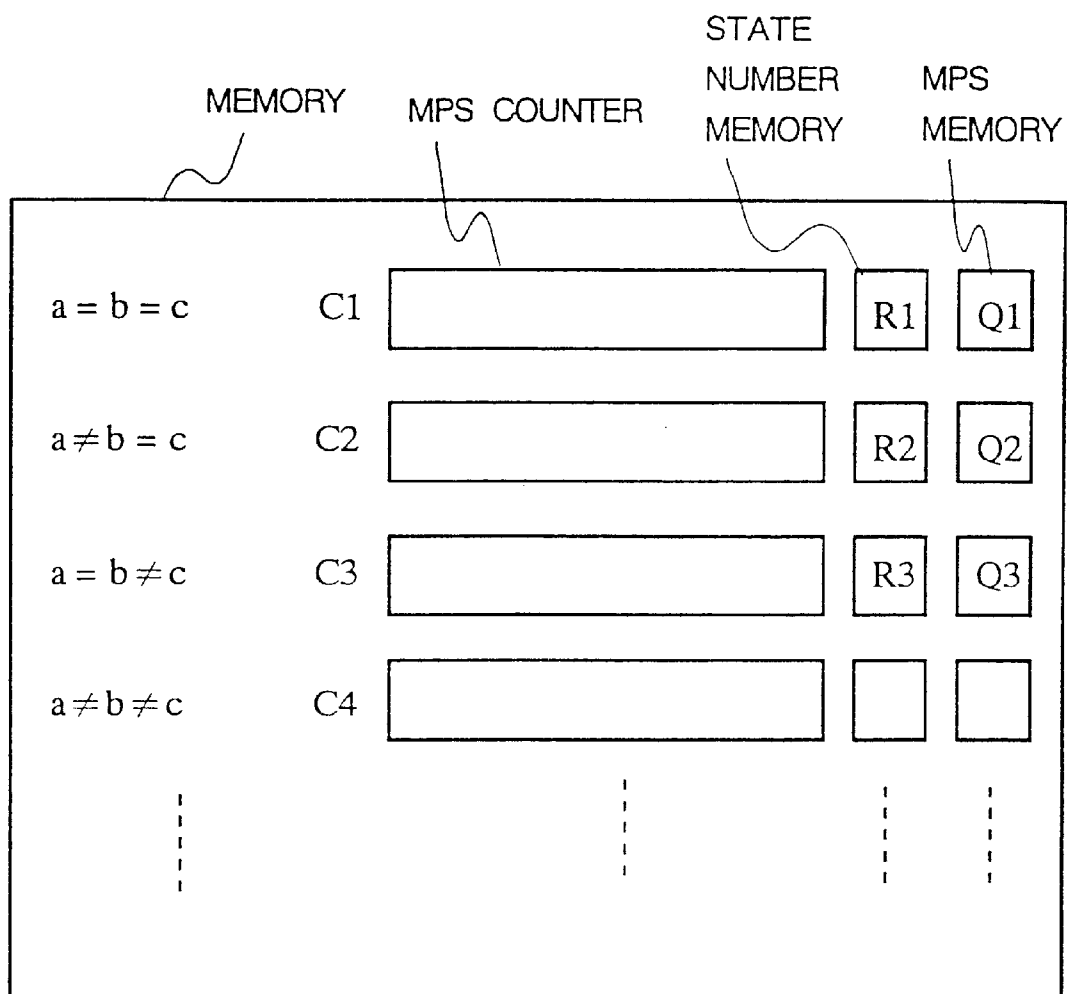 STATE
NUMBER
MEMORY
MPS
MEMORY
MEMORY
MPS COUNTER
a = b = c C1 R1 Q1
a ≠ b = c C2 R2 Q2
a = b ≠ c C3 R3 Q3
a ≠ b ≠ c C4